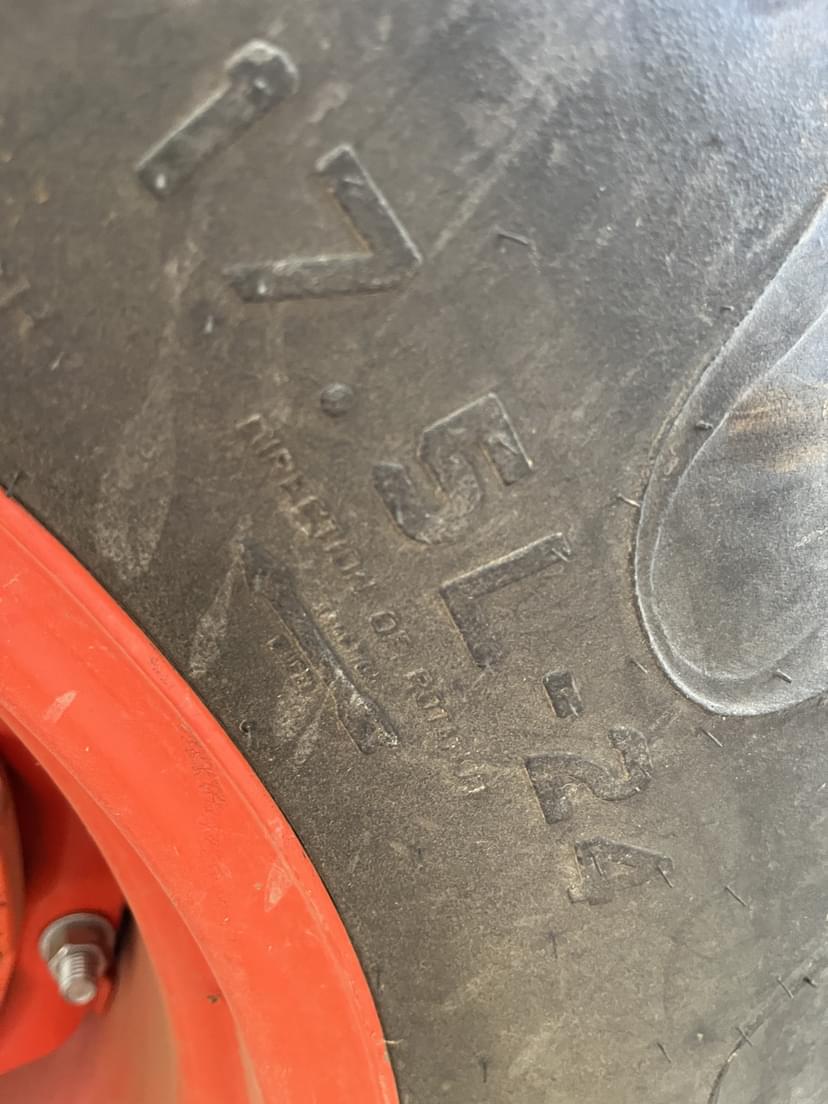 17.5L-24
DIRECTION OF ROTATION